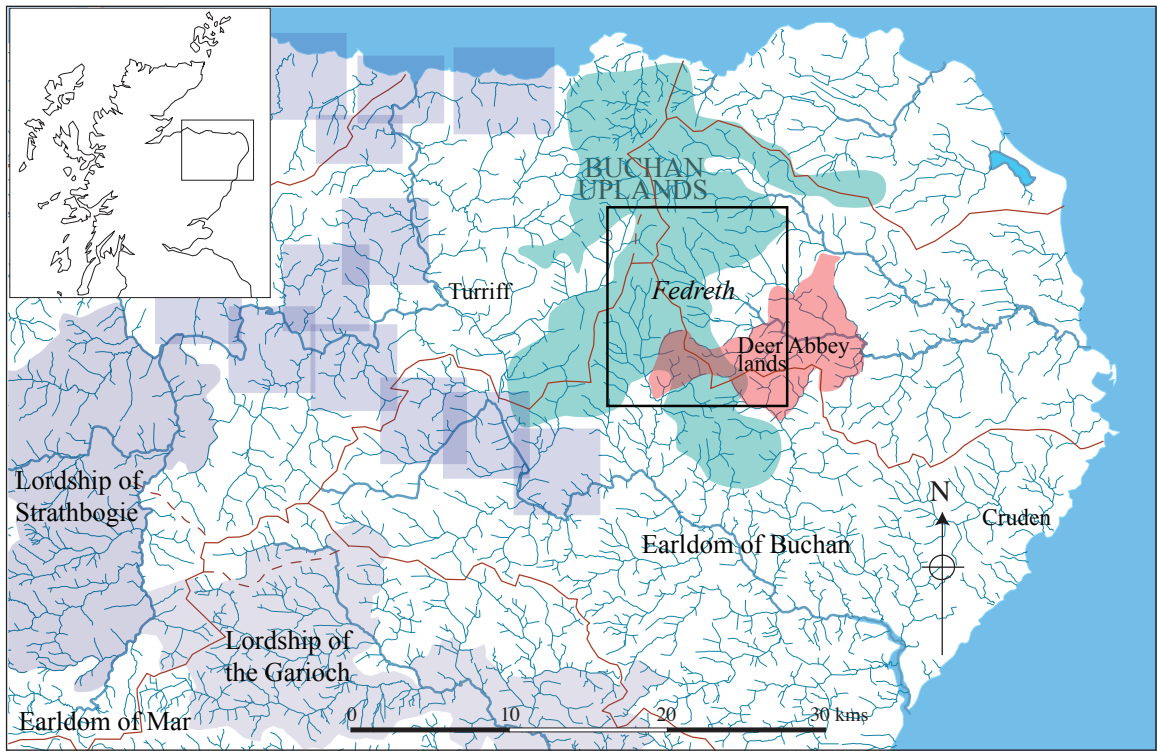 BUCHAN
UPLANDS
Turriff
Fedreth
Deer Abbey
lands
Lordship of
Strathbogie
N
Cruden
Earldom of Buchan
Lordship of
the Garioch
Earldom of Mar
0 10 20 30 kms